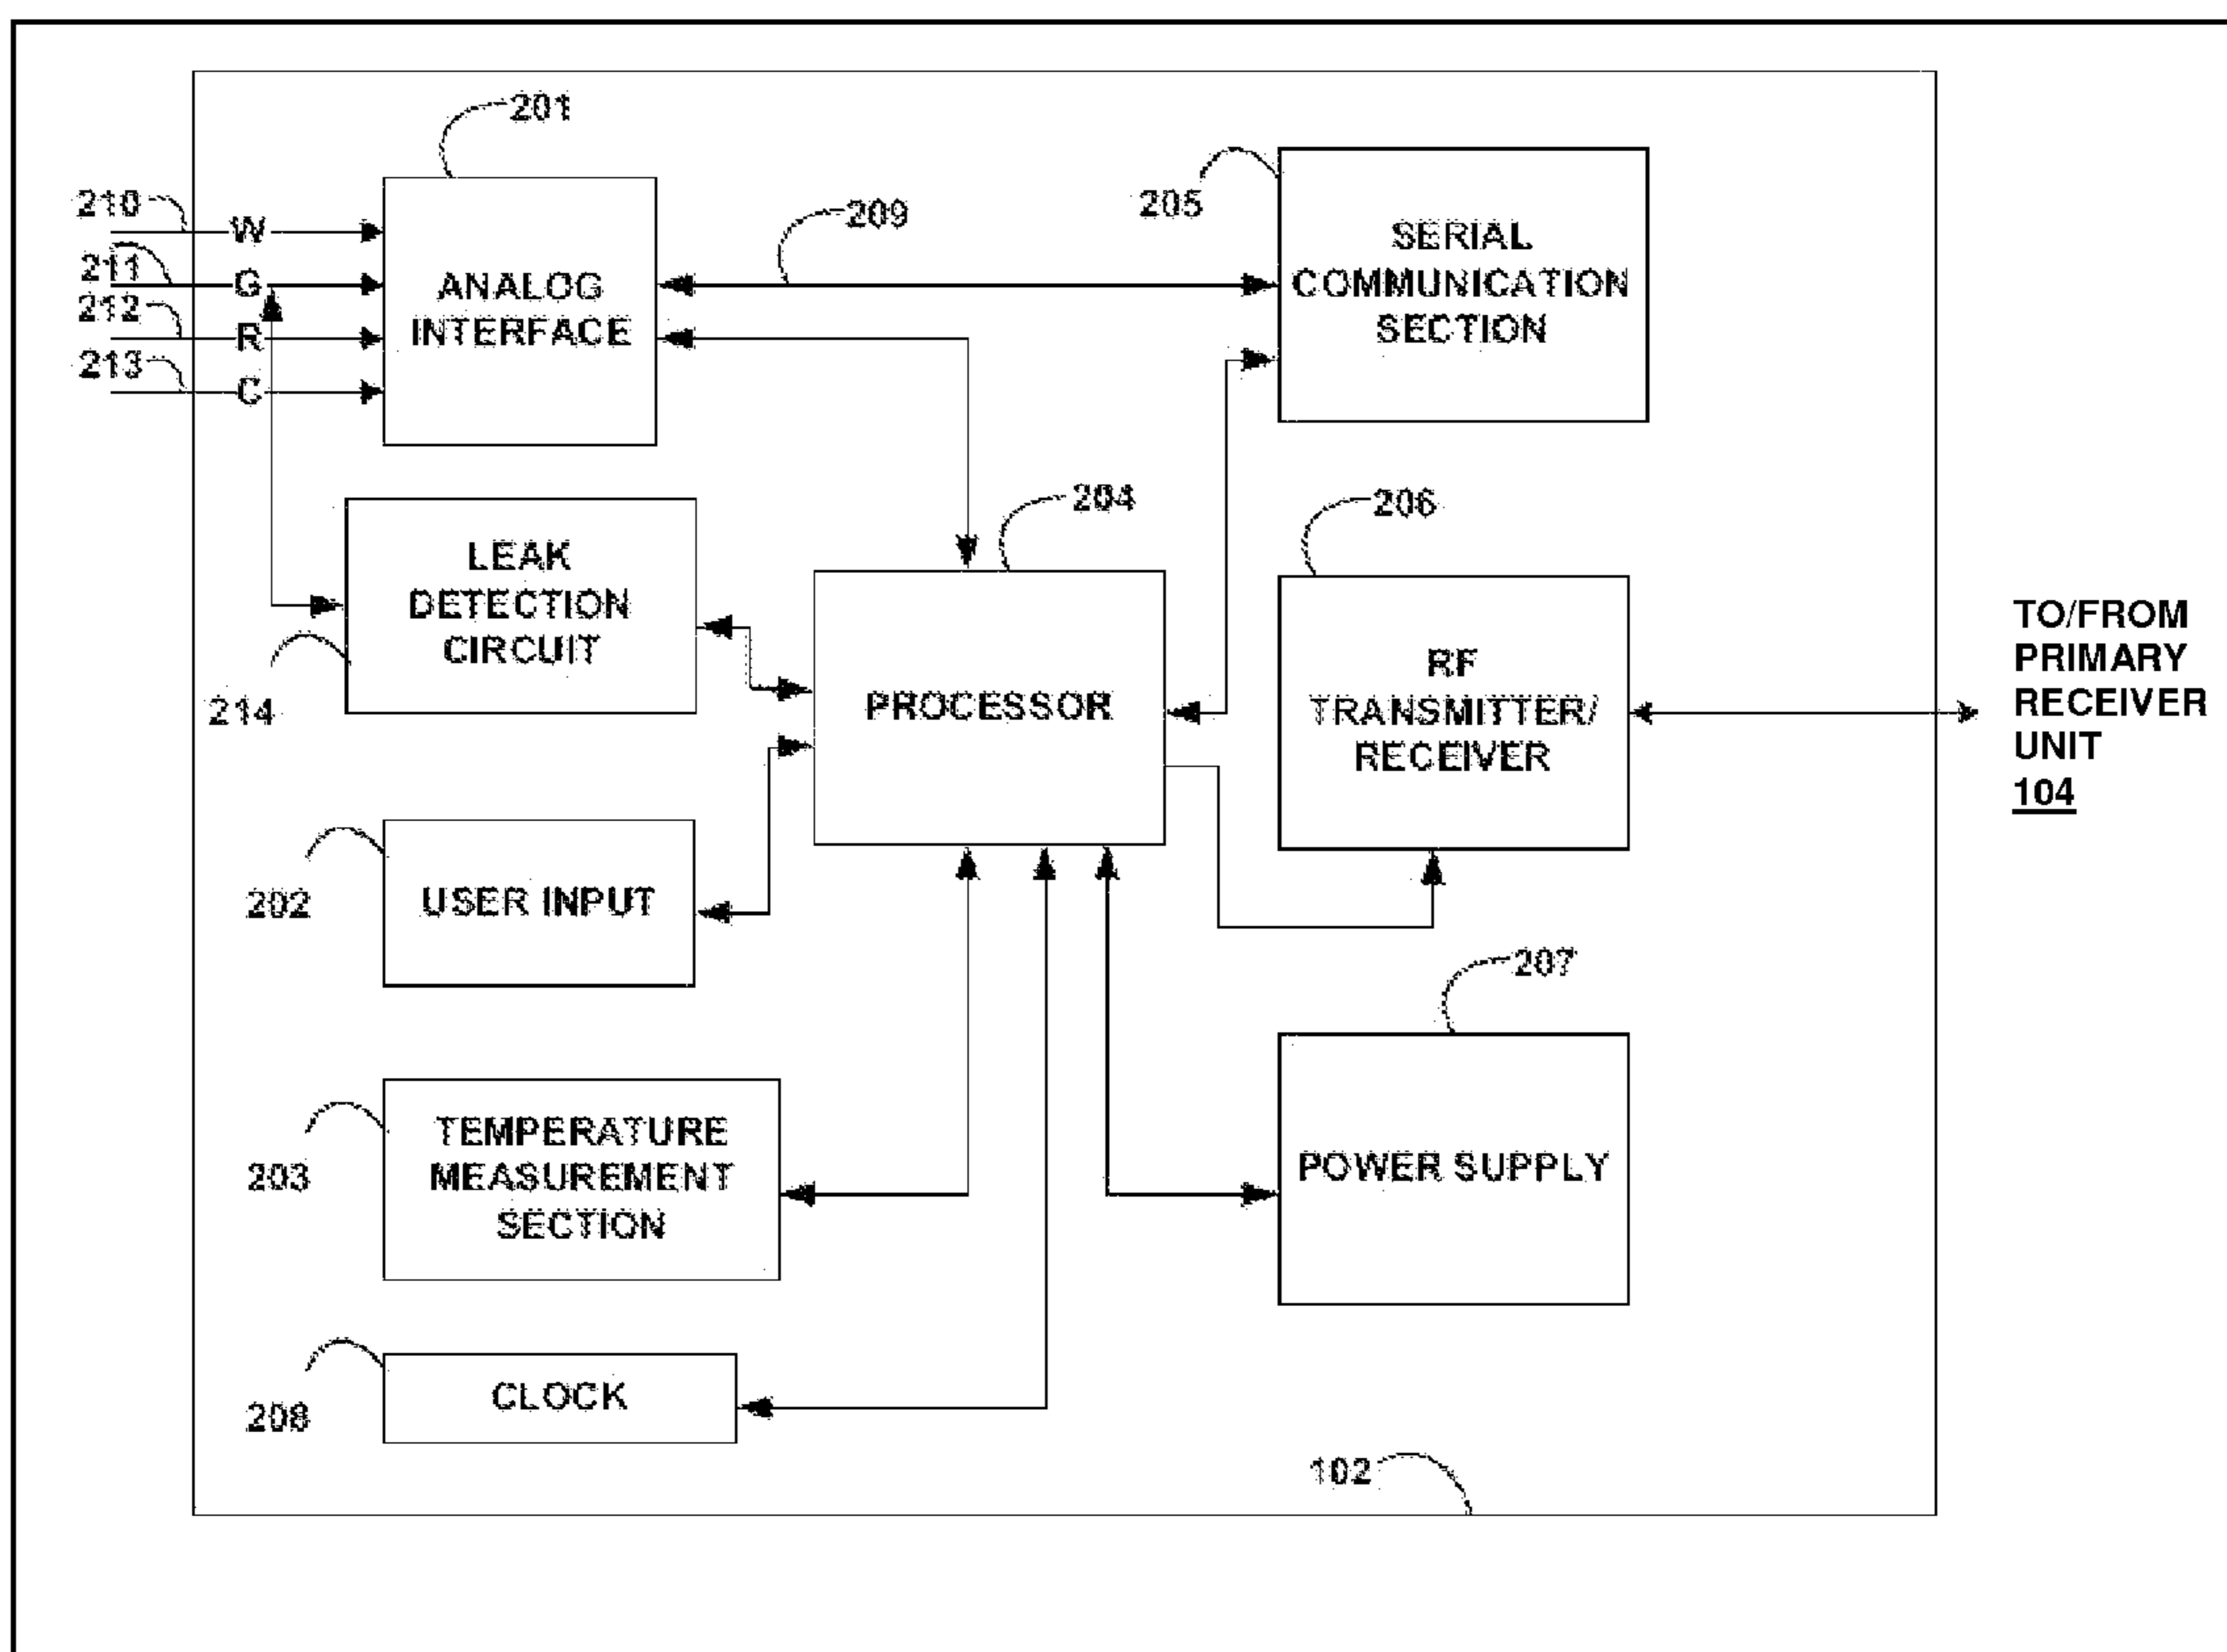 201
210
W
211
G
212
R
213
C
ANALOG
INTERFACE
209
205
SERIAL
COMMUNICATION
SECTION
204
206
LEAK
DETECTION
CIRCUIT
214
PROCESSOR
RF
TRANSMITTER/
RECEIVER
TO/FROM
PRIMARY
RECEIVER
UNIT
104
202
USER INPUT
207
203
TEMPERATURE
MEASUREMENT
SECTION
POWER SUPPLY
208
CLOCK
102